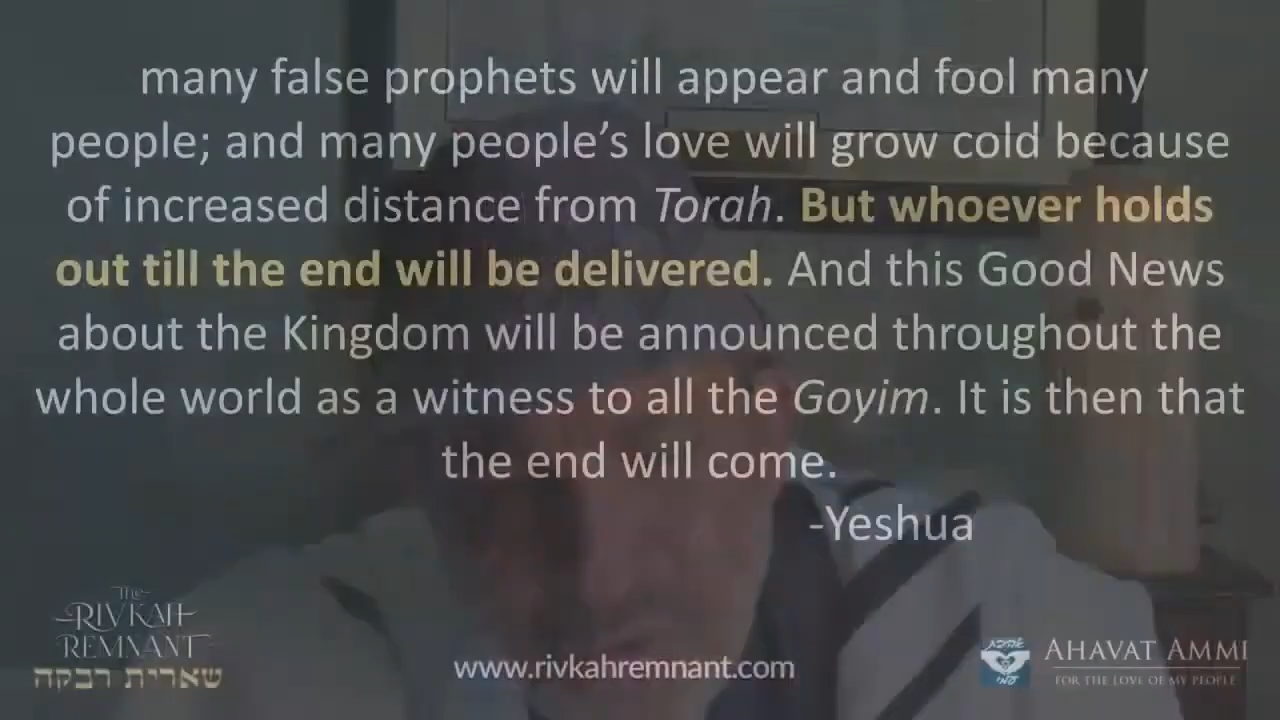 many false prophets will appear and fool many
people; and many people’s love will grow cold because
of increased distance from Torah. But whoever holds
out till the end will be delivered. And this Good News
about the Kingdom will be announced throughout the
whole world as a witness to all the Goyim. It is then that
the end will come.
-Yeshua
The
RIVKAH
REMNANT
שארית רבקה
www.rivkahremnant.com
אהבת
עמי
AHAVAT AMMI
FOR THE LOVE OF MY PEOPLE